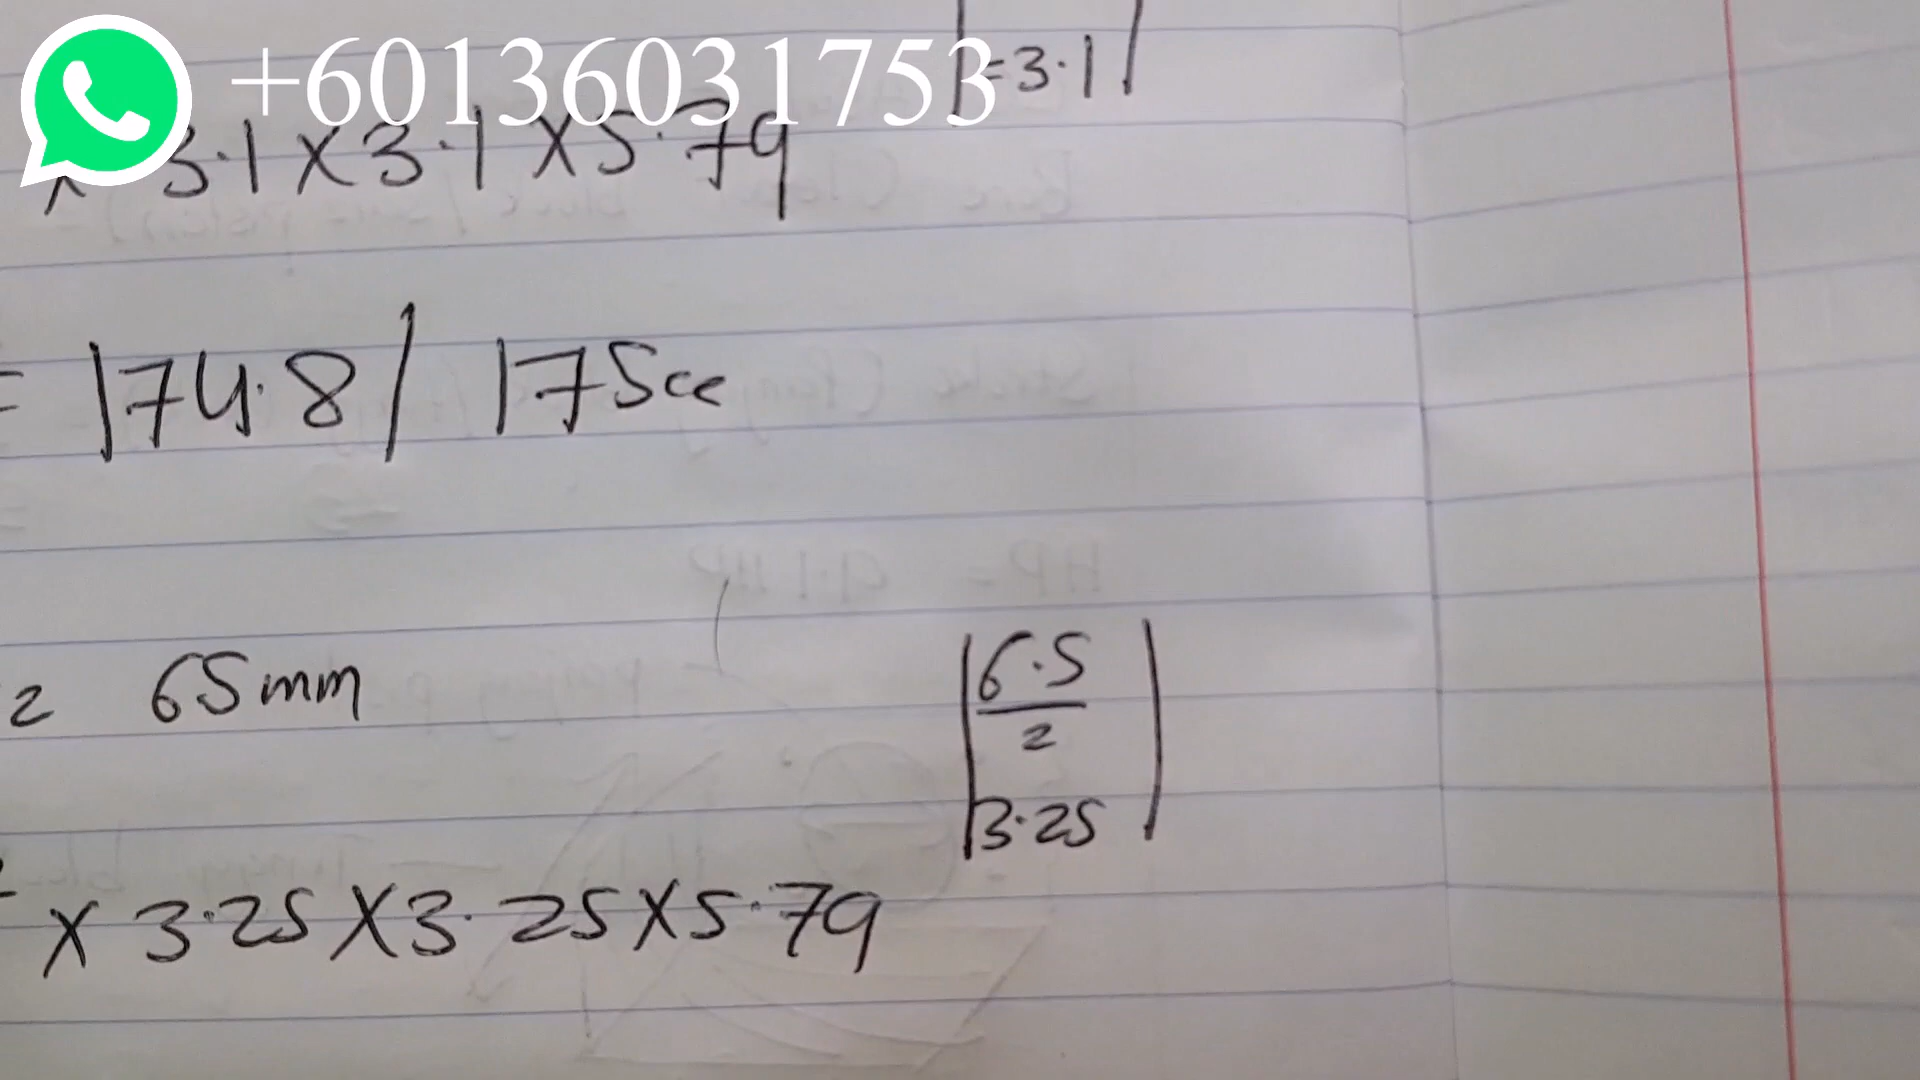 +60136031753
=3.1
x 3.1 x 3.1 x 5.79
= 174.8/ 175cc
= 65mm
6.5
2
3.25
x 3.25 x 3.25 x 5.79